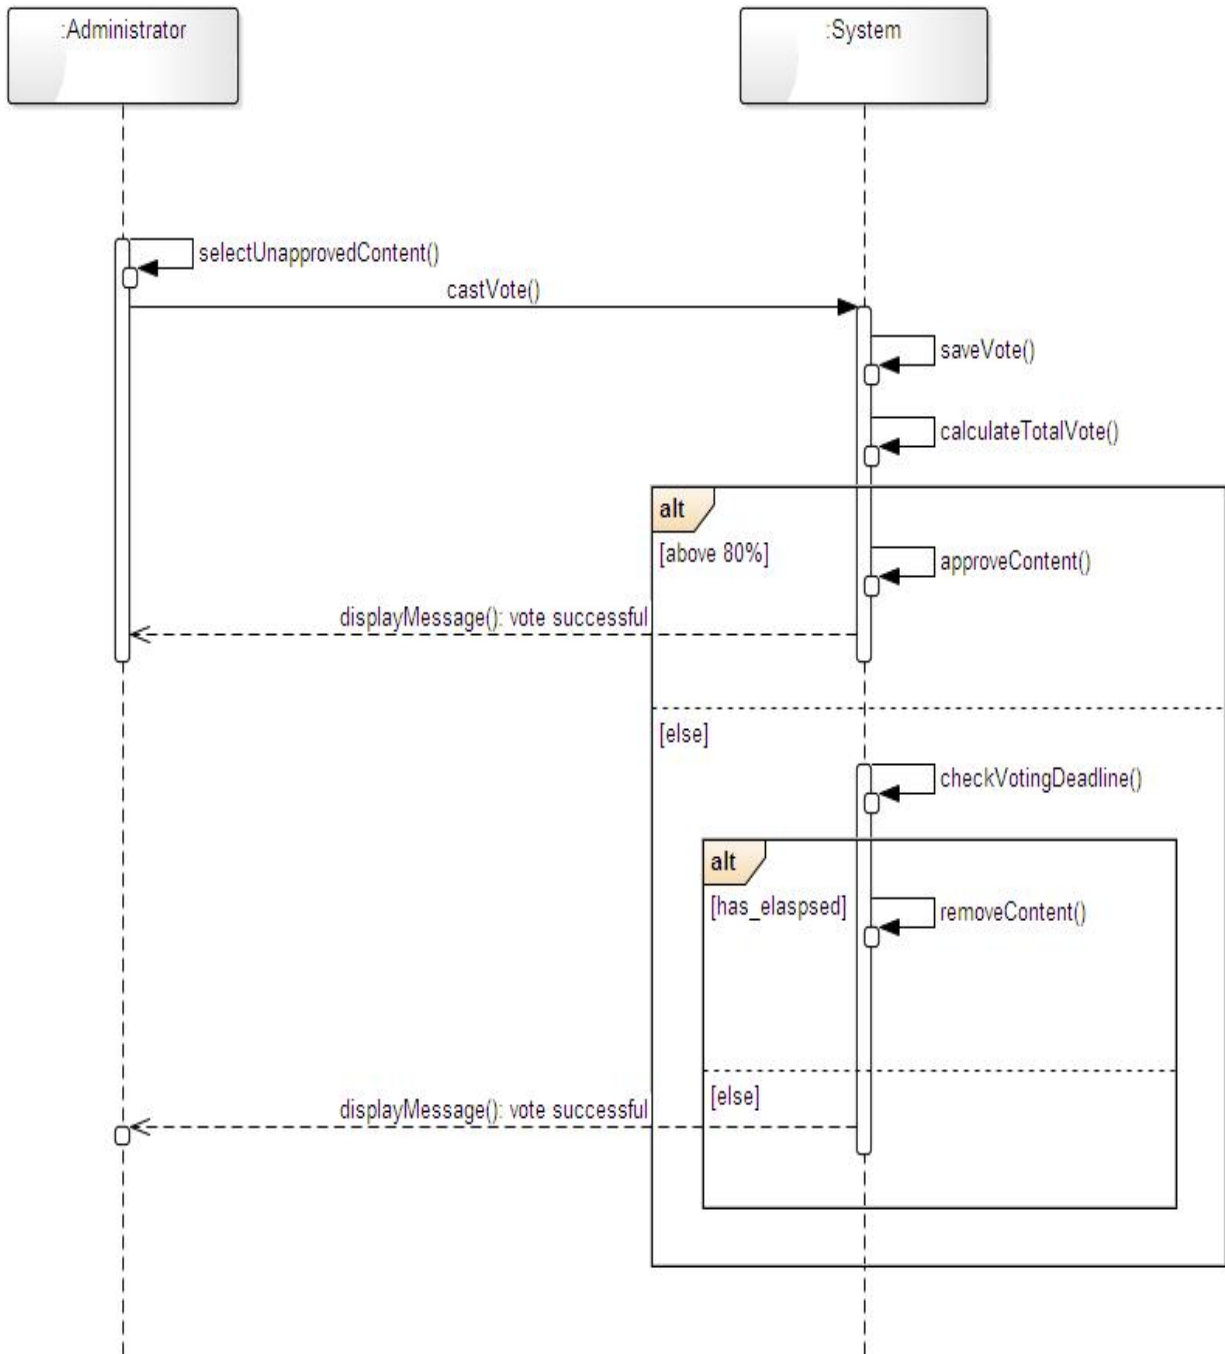 :Administrator
:System
selectUnapprovedContent()
castVote()
saveVote()
calculateTotalVote()
alt
[above 80%]
approveContent()
displayMessage(): vote successful
[else]
checkVotingDeadline()
alt
[has_elaspsed]
removeContent()
[else]
displayMessage(): vote successful